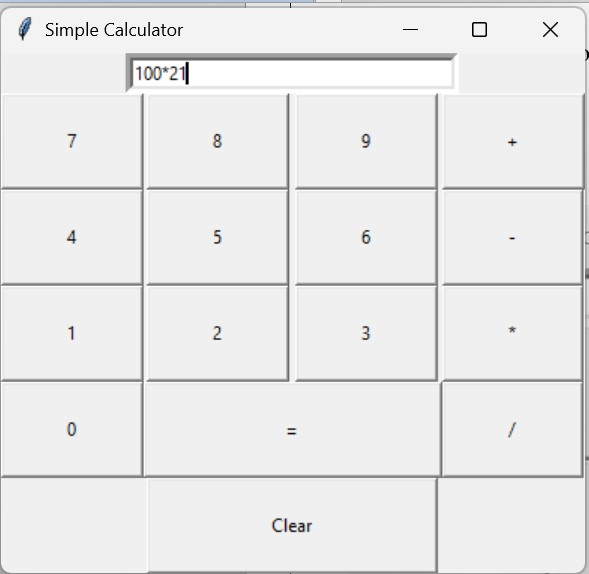 Simple Calculator
100*21
7 8 9 +
4 5 6 -
1 2 3 *
0 = /
Clear